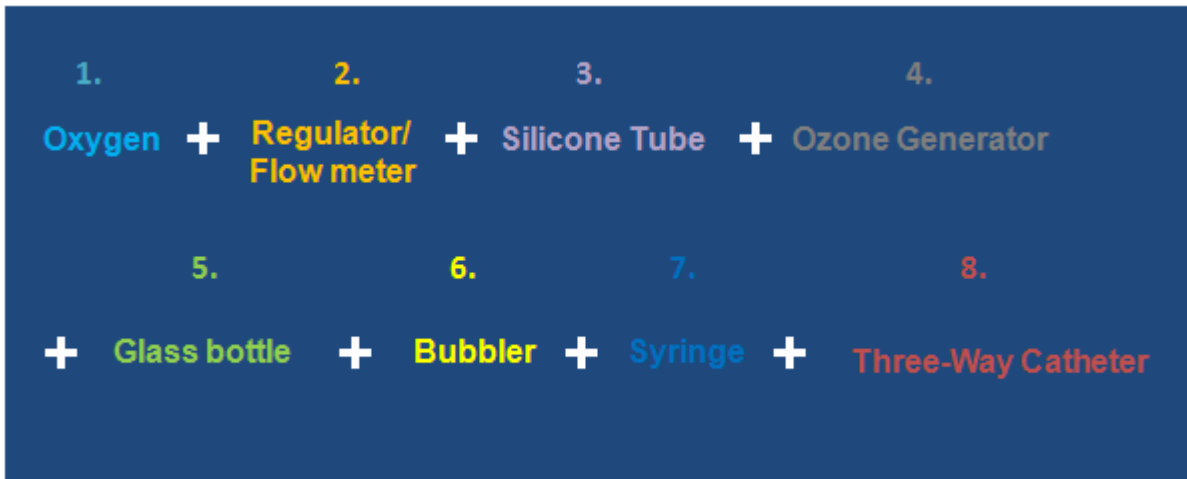 1. 2. 3. 4.
Oxygen + Regulator/ + Silicone Tube + Ozone Generator
Flow meter
5. 6. 7. 8.
+ Glass bottle + Bubbler + Syringe + Three-Way Catheter